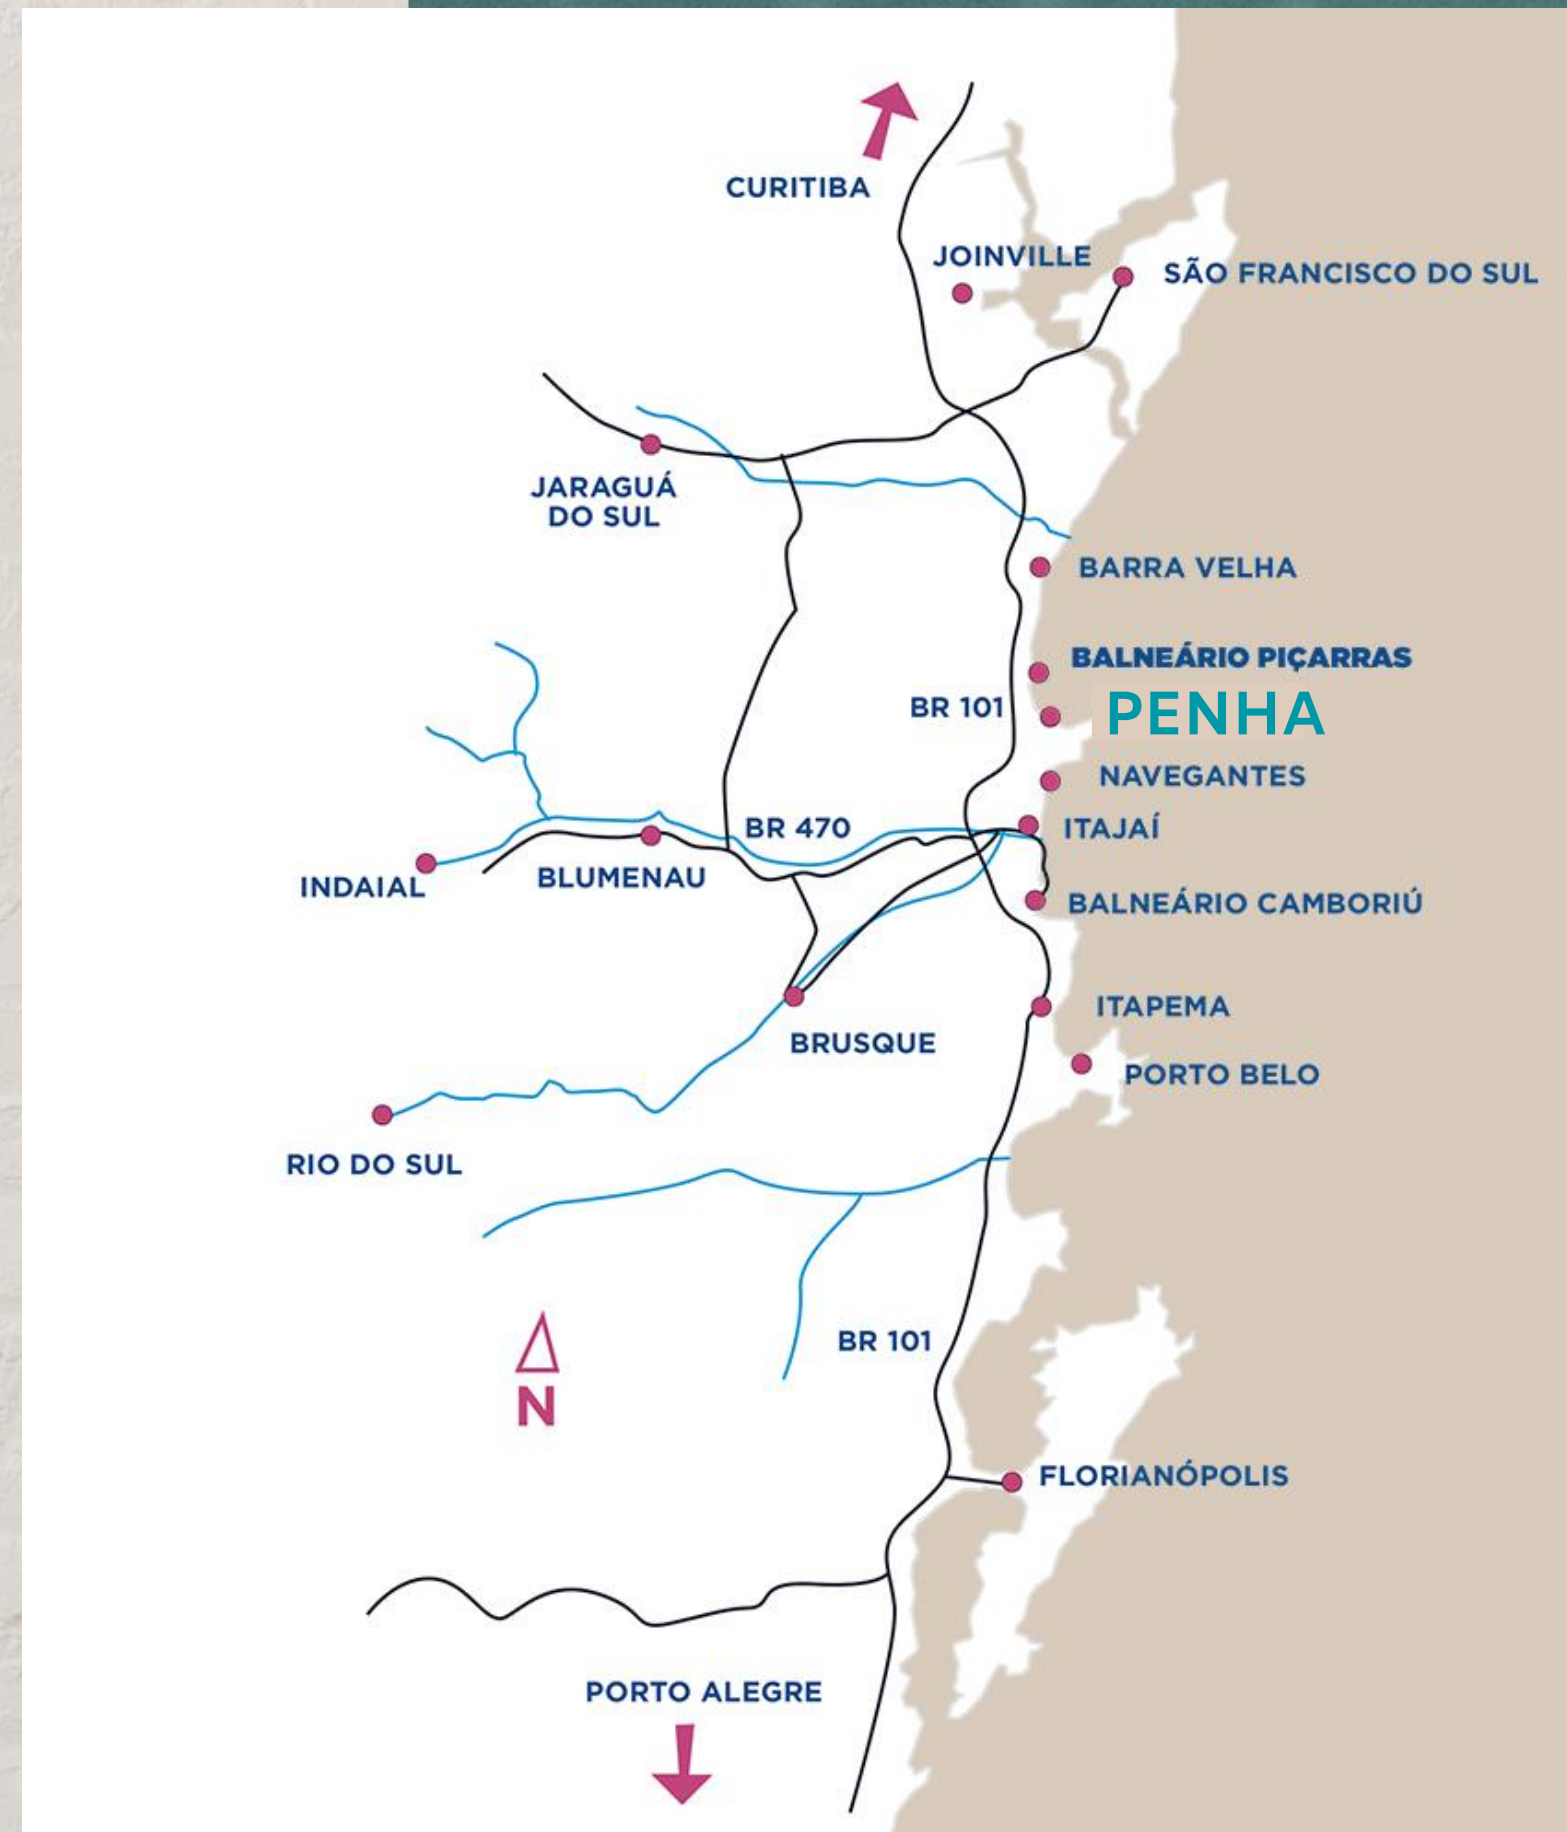 CURITIBA
JOINVILLE
SÃO FRANCISCO DO SUL
JARAGUÁ
DO SUL
BARRA VELHA
BALNEÁRIO PIÇARRAS
BR 101
PENHA
NAVEGANTES
BR 470
ITAJAÍ
INDAIAL
BLUMENAU
BALNEÁRIO CAMBORIÚ
ITAPEMA
BRUSQUE
PORTO BELO
RIO DO SUL
BR 101
N
FLORIANÓPOLIS
PORTO ALEGRE